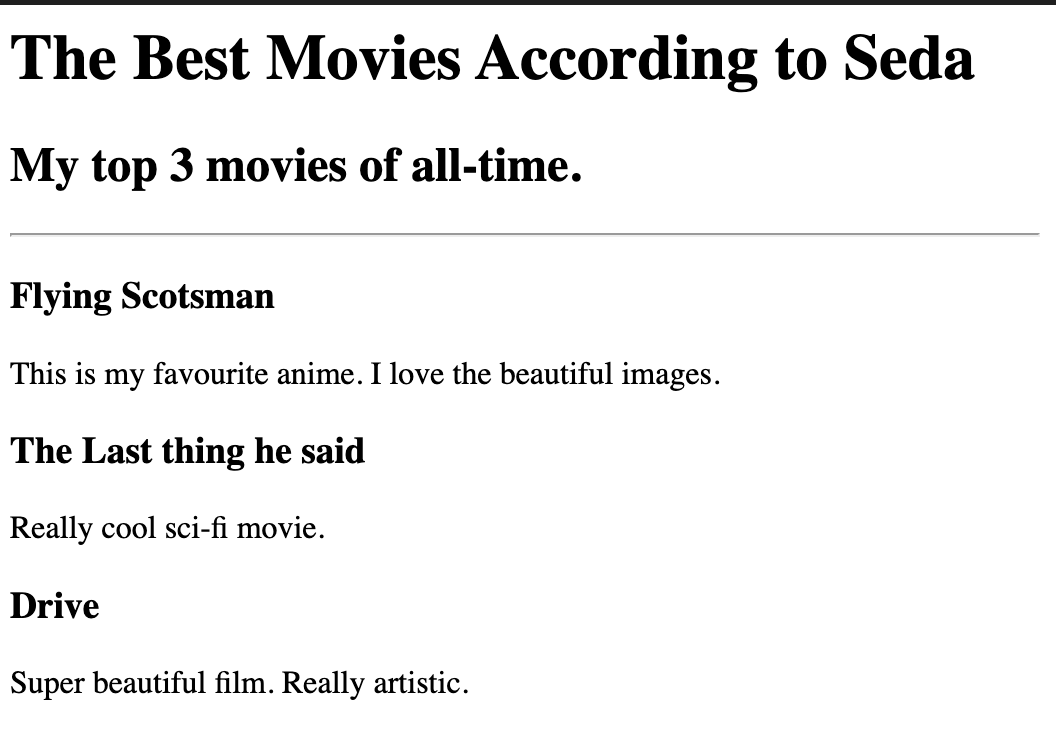 The Best Movies According to Seda
My top 3 movies of all-time.
Flying Scotsman
This is my favourite anime. I love the beautiful images.
The Last thing he said
Really cool sci-fi movie.
Drive
Super beautiful film. Really artistic.